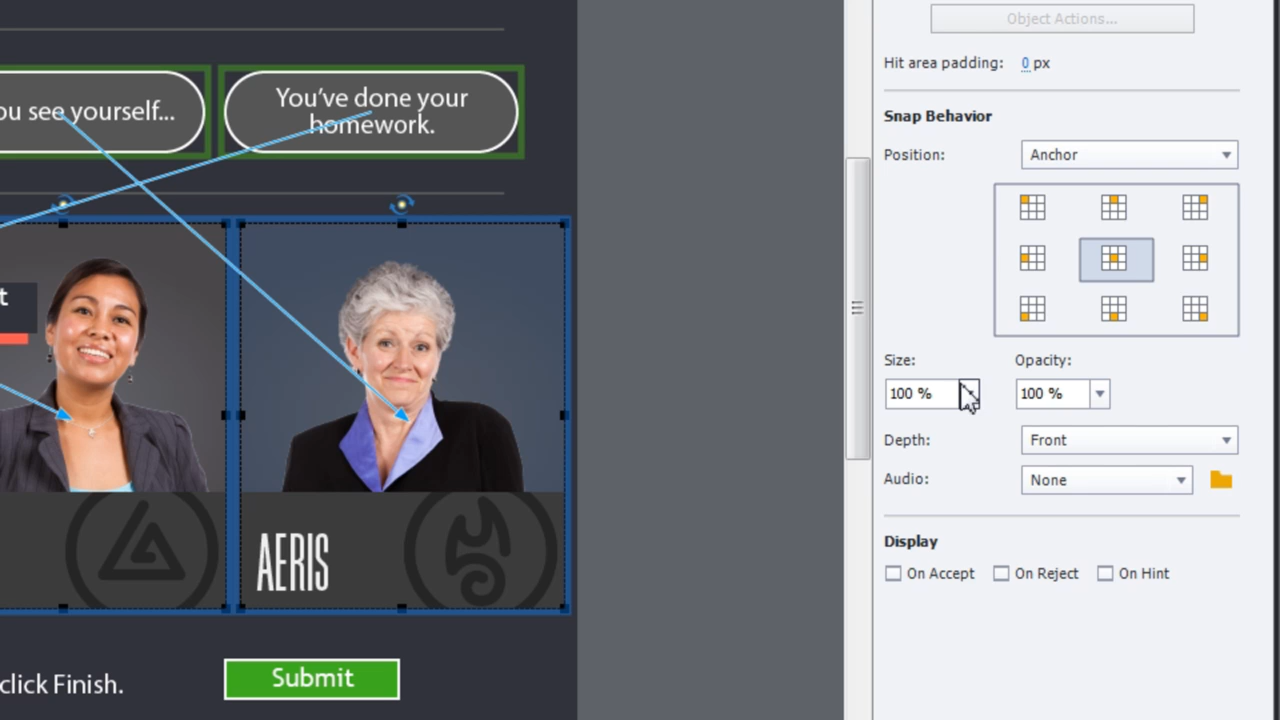 Object Actions...
Hit area padding: 0 px
Snap Behavior
Position: Anchor
Size: Opacity:
100 % 100 %
Depth: Front
Audio: None
Display
On Accept On Reject On Hint
ou see yourself...
You've done your
homework.
t
AERIS
click Finish.
Submit